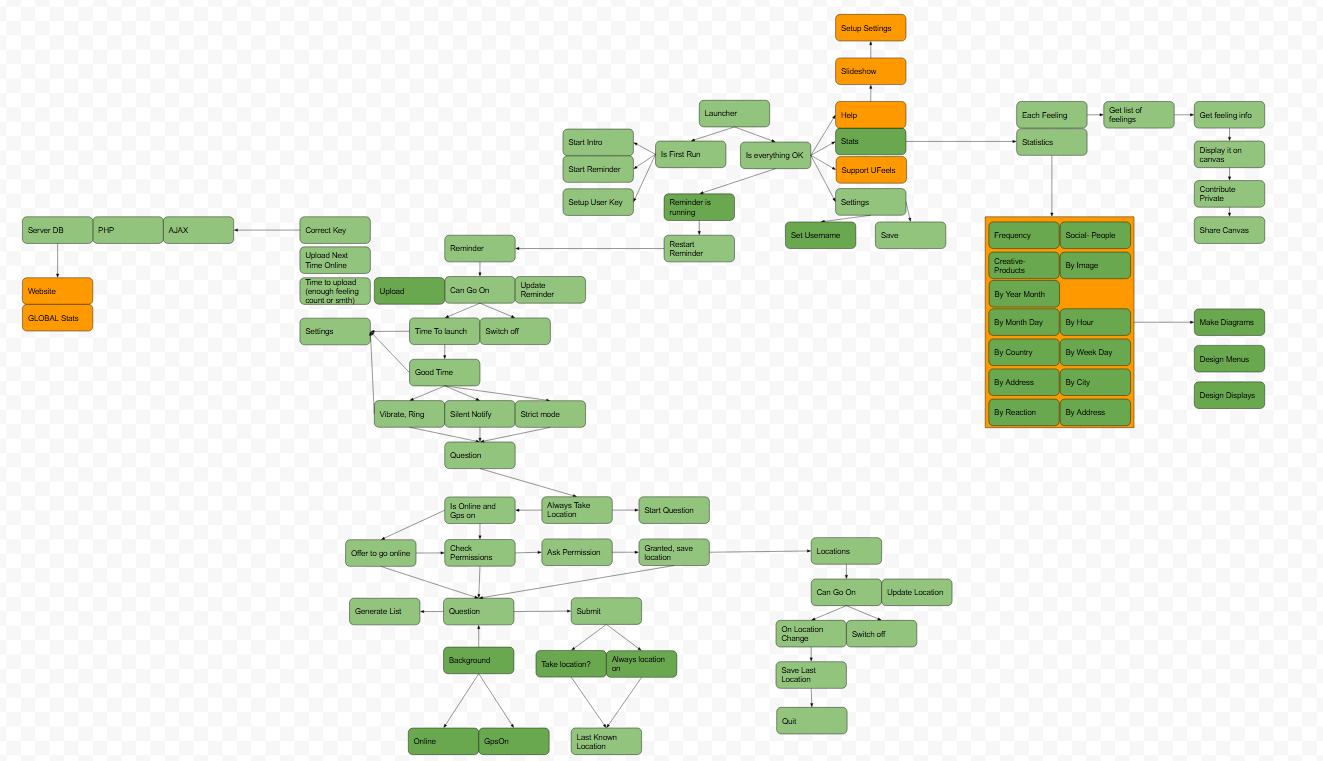 Setup Settings
Slideshow
Launcher
Help
Each Feeling
Get list of
feelings
Get feeling info
Start Intro
Is First Run
Is everything OK
Stats
Statistics
Display it on
canvas
Start Reminder
Support UFeels
Setup User Key
Reminder is
running
Settings
Contribute
Private
Server DB
PHP
AJAX
Correct Key
Set Username
Save
Share Canvas
Reminder
Restart
Reminder
Frequency
Social- People
Upload Next
Time Online
Creative-
Products
By Image
Website
Time to upload
(enough feeling
count or smth)
Upload
Can Go On
Update
Reminder
By Year Month
GLOBAL Stats
Settings
Time To launch
Switch off
By Month Day
By Hour
Make Diagrams
By Country
By Week Day
Design Menus
Good Time
By Address
By City
Design Displays
Vibrate, Ring
Silent Notify
Strict mode
By Reaction
By Address
Question
Is Online and
Gps on
Always Take
Location
Start Question
Offer to go online
Check
Permissions
Ask Permission
Granted, save
location
Locations
Can Go On
Update Location
Generate List
Question
Submit
On Location
Change
Switch off
Background
Take location?
Always location
on
Save Last
Location
Quit
Online
GpsOn
Last Known
Location